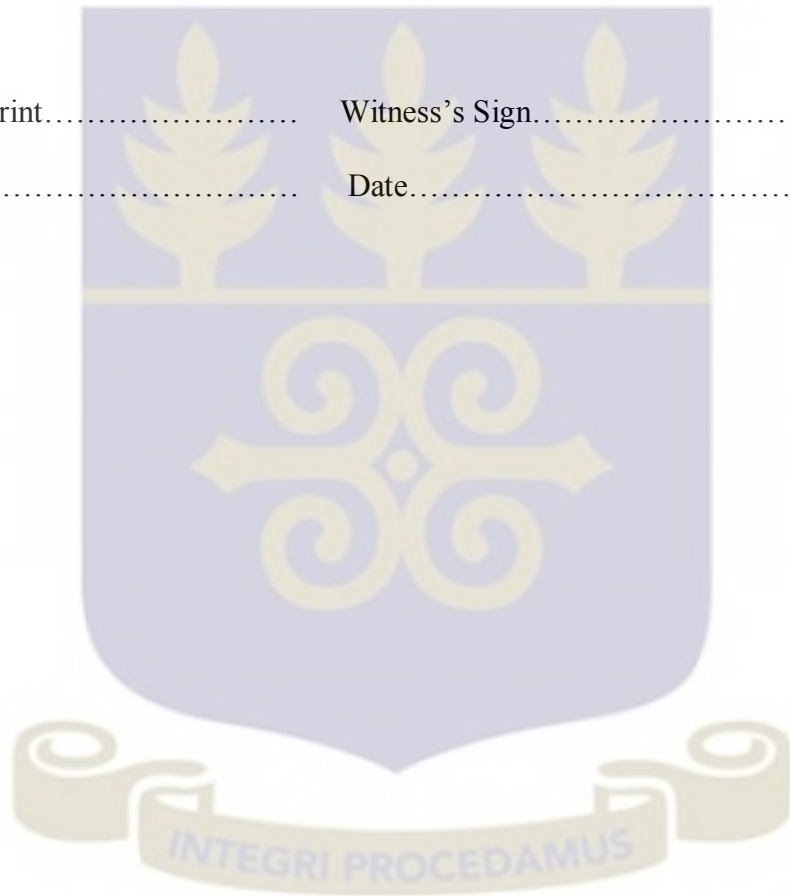 rint…………………… Witness's Sign……………………
………………………… Date………………………………
INTEGRI PROCEDAMUS